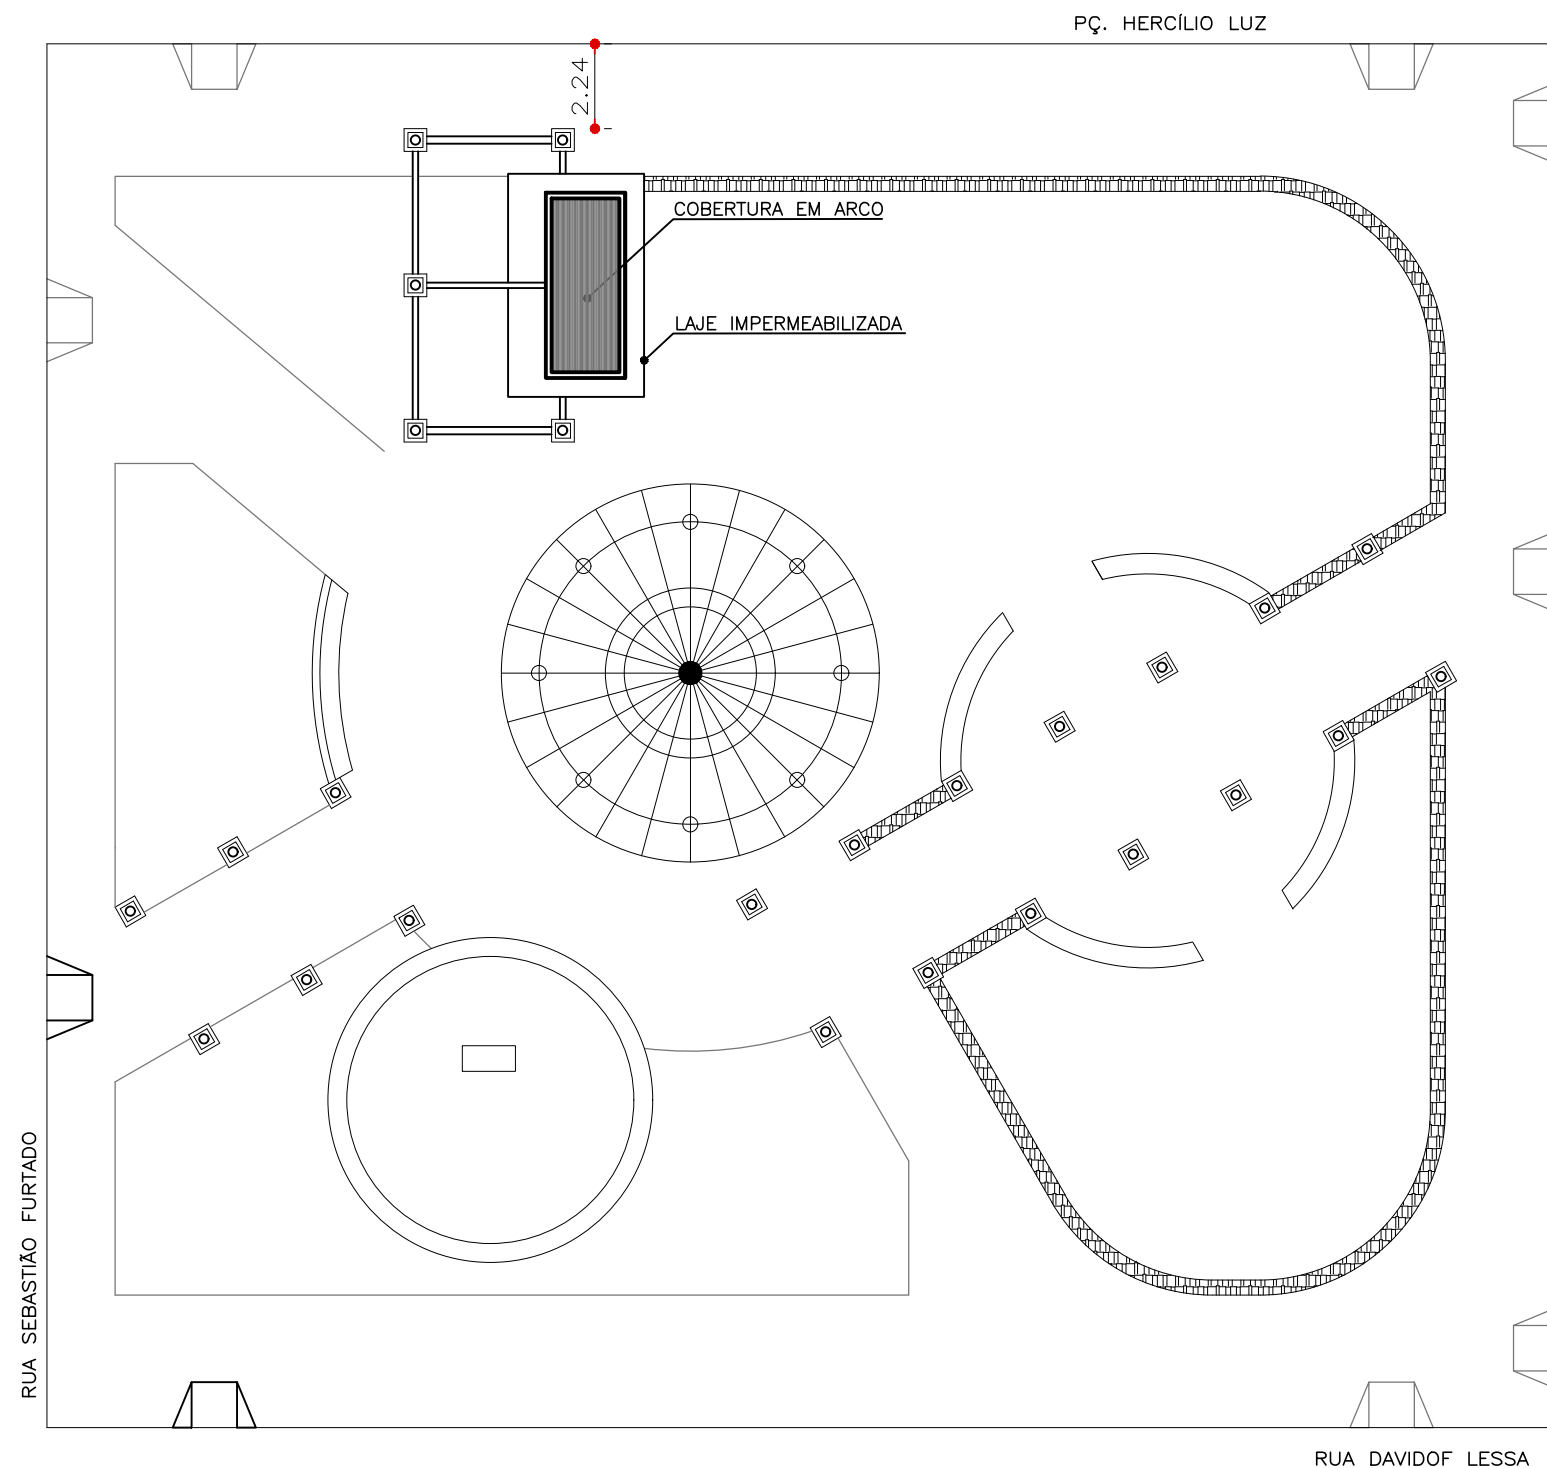 PÇ. HERCÍLIO LUZ
2.24
COBERTURA EM ARCO
LAJE IMPERMEABILIZADA
RUA SEBASTIÃO FURTADO
RUA DAVIDOF LESSA